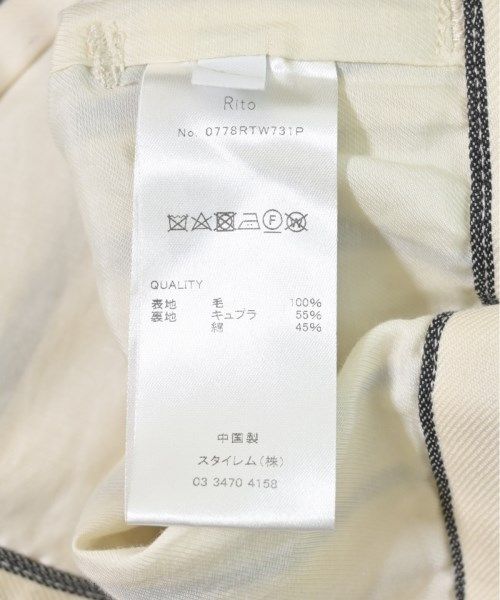 Rito
No. 0778RTW731P
F W
QUALITY
表地 毛 100%
裏地 キュプラ 55%
綿 45%
中国製
スタイレム(株)
03 3470 4158